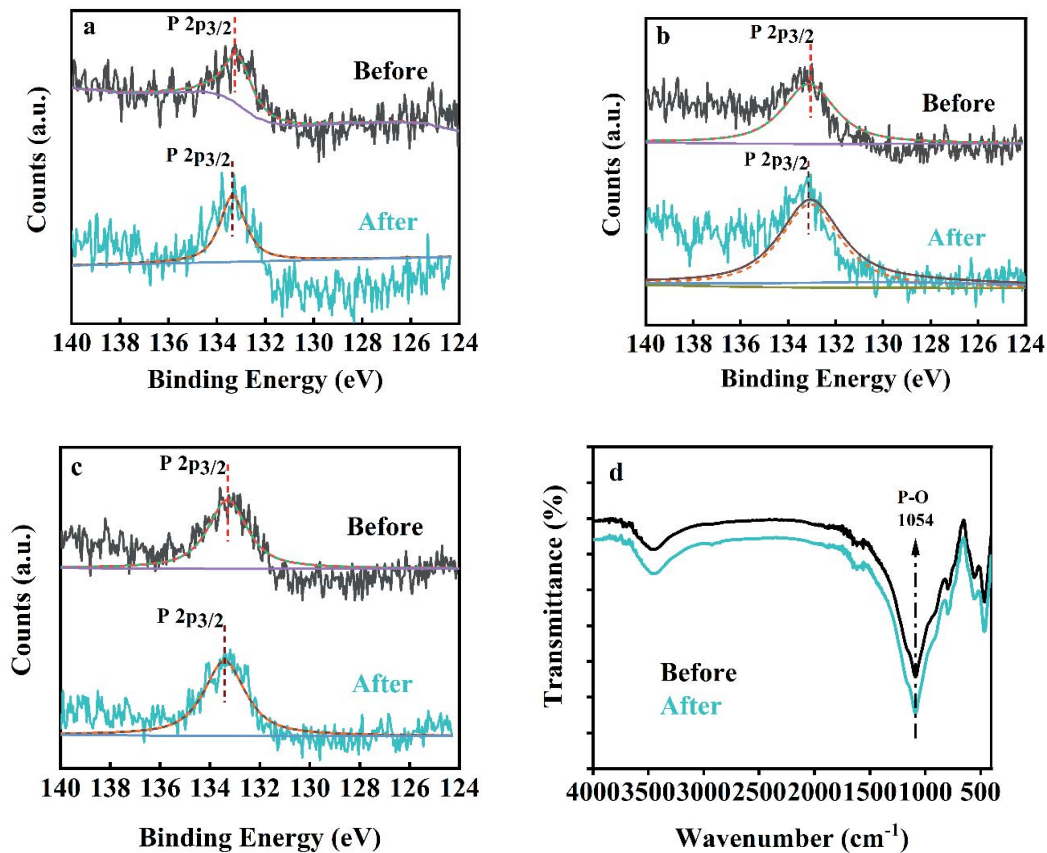 a
P 2p3/2
Before
P 2p3/2
After
Counts (a.u.)
140 138 136 134 132 130 128 126 124
Binding Energy (eV)
b
P 2p3/2
Before
P 2p3/2
After
Counts (a.u.)
140 138 136 134 132 130 128 126 124
Binding Energy (eV)
c
P 2p3/2
Before
P 2p3/2
After
Counts (a.u.)
140 138 136 134 132 130 128 126 124
Binding Energy (eV)
d
P-O
1054
Before
After
Transmittance (%)
4000 3500 3000 2500 2000 1500 1000 500
Wavenumber (cm-1)